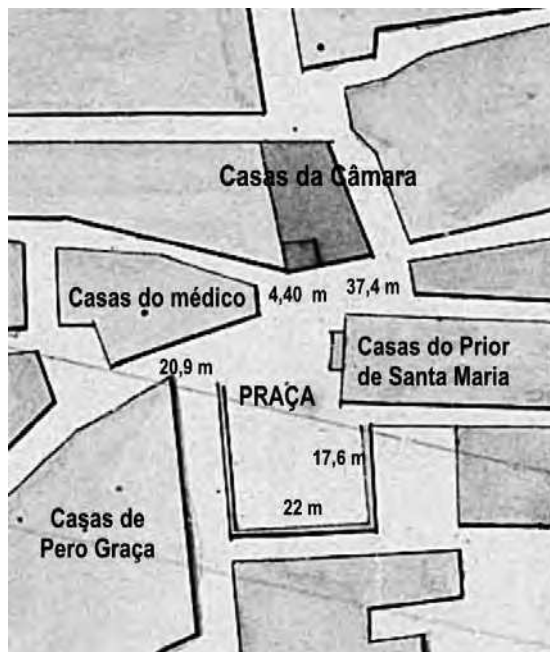 Casas da Câmara
Casas do médico
4,40 m
37,4 m
Casas do Prior
de Santa Maria
20,9 m
PRAÇA
17,6 m
22 m
Casas de
Pero Graça